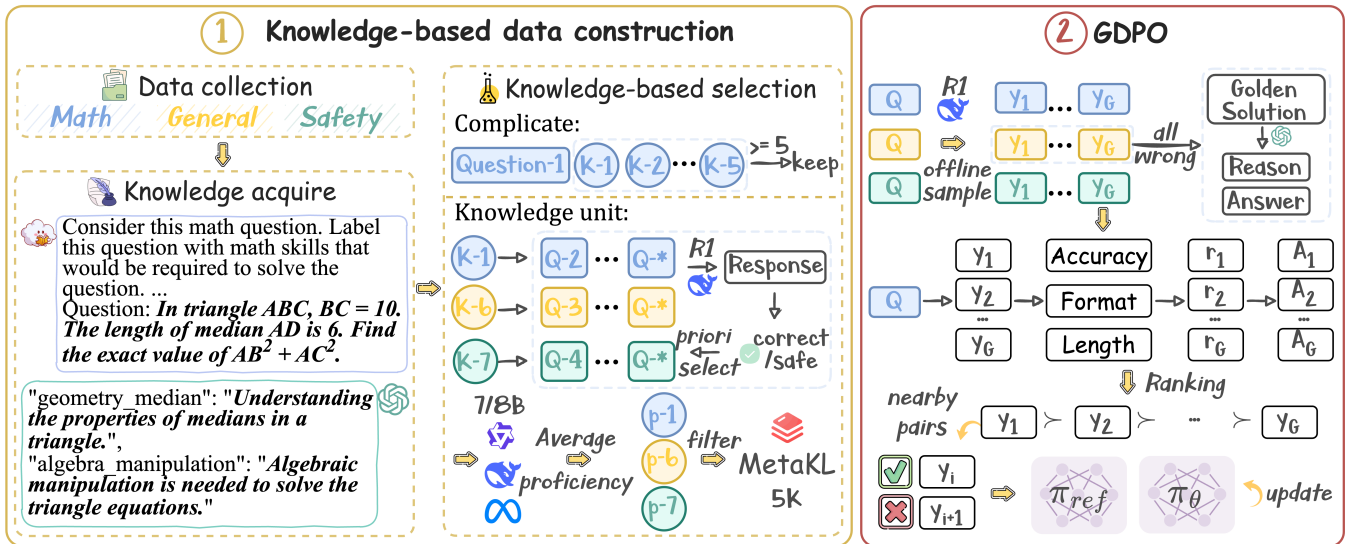 1 Knowledge-based data construction
Data collection
Math General Safety
Knowledge acquire
Consider this math question. Label
this question with math skills that
would be required to solve the
question. ...
Question: In triangle ABC, BC = 10.
The length of median AD is 6. Find
the exact value of AB² + AC².
"geometry_median": "Understanding
the properties of medians in a
triangle.",
"algebra_manipulation": "Algebraic
manipulation is needed to solve the
triangle equations."
Knowledge-based selection
Complicate:
Question-1 K-1 K-2 ••• K-5 >= 5 keep
Knowledge unit:
K-1 Q-2 ••• Q-* R1 Response
K-6 Q-3 ••• Q-*
K-7 Q-4 ••• Q-* priori select correct /safe
7/8B
Average
proficiency
p-1
p-6
p-7
filter
MetaKL
5K
2 GDPO
Q R1 y1 ••• yG
Q y1 ••• yG all wrong
Q offline sample y1 ••• yG
Golden
Solution
Reason
Answer
y1 Accuracy r1 A1
Q y2 Format r2 A2
... ... ...
yG Length rG AG
Ranking
nearby
pairs
y1 ≻ y2 ≻ ... ≻ yG
yi
yi+1
πref πθ update